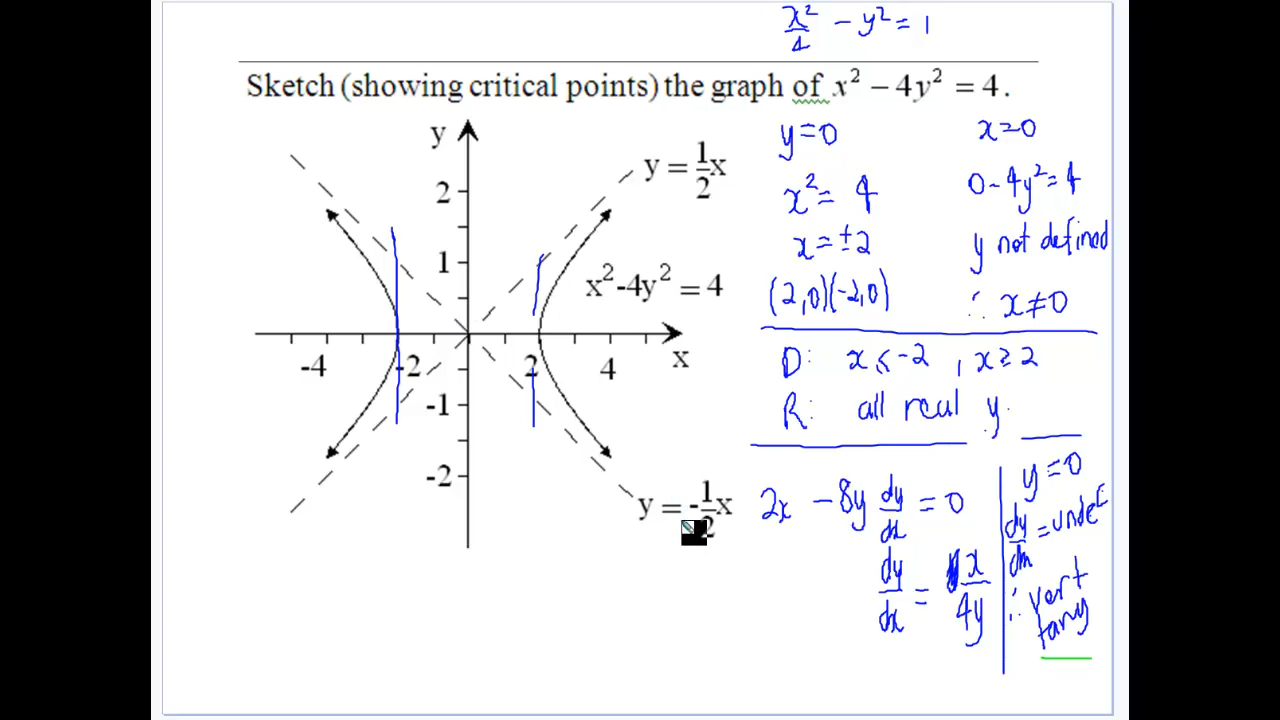 x²/4 - y² = 1
Sketch (showing critical points) the graph of x² – 4y² = 4.
y
y = 1/2 x
2
1
x²-4y² = 4
-4
-2
2
4
x
-1
-2
y = -1/2 x
y=0
x² = 4
x = ±2
(2,0)(-2,0)
x=0
0-4y²=4
y not defined
∴ x≠0
D: x ≤ -2 , x ≥ 2
R: all real y.
2x - 8y dy/dx = 0
dy/dx = x/4y
y=0
dy/dx = undef
∴ vert
tang